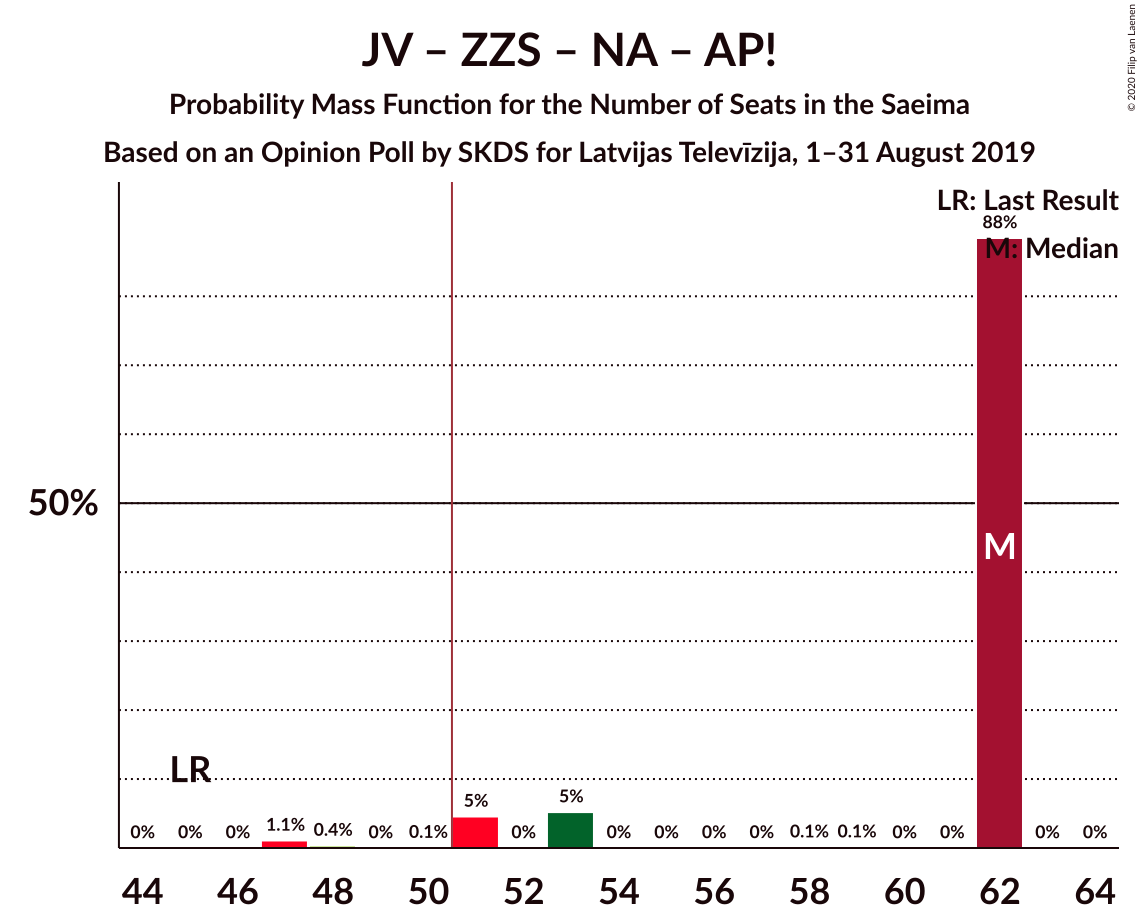 JV – ZZS – NA – AP!
Probability Mass Function for the Number of Seats in the Saeima
Based on an Opinion Poll by SKDS for Latvijas Televīzija, 1–31 August 2019
© 2020 Filip van Laenen
LR: Last Result
88%
M: Median
50%
M
LR
0% 0% 0% 1.1% 0.4% 0% 0.1% 5% 0% 5% 0% 0% 0% 0% 0.1% 0.1% 0% 0% 0% 0%
44 46 48 50 52 54 56 58 60 62 64